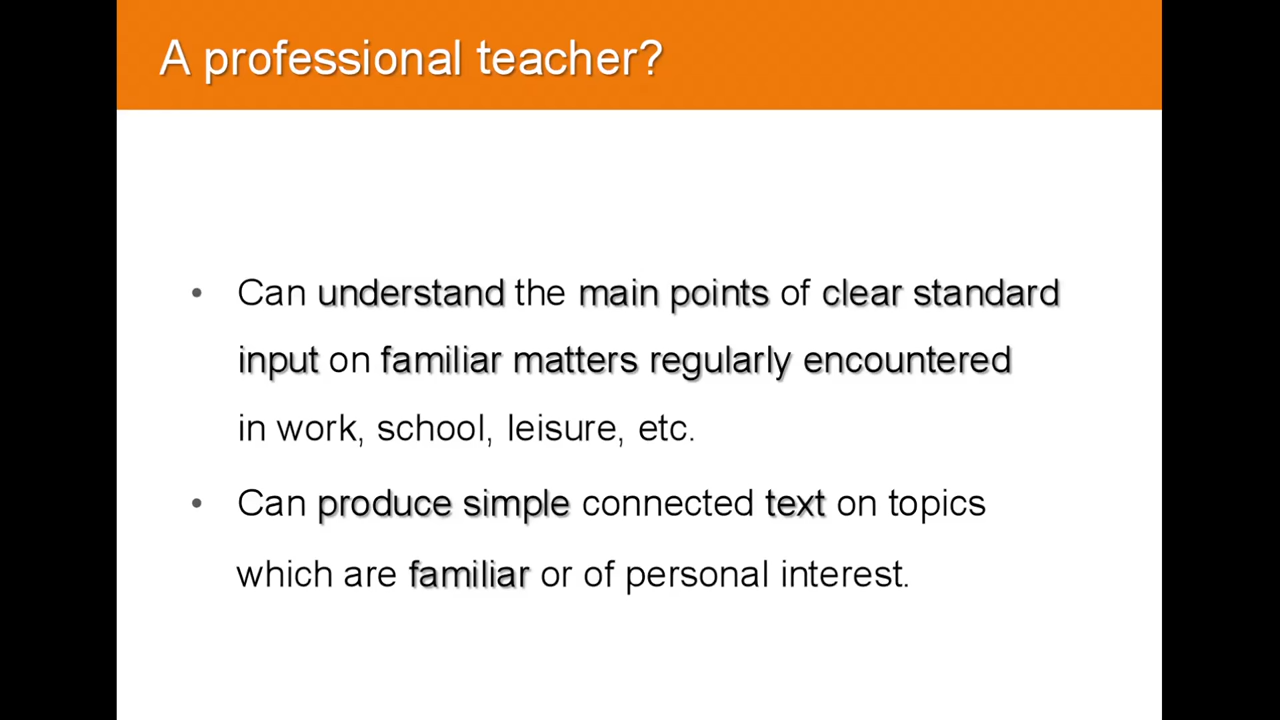 A professional teacher?
• Can understand the main points of clear standard
input on familiar matters regularly encountered
in work, school, leisure, etc.
• Can produce simple connected text on topics
which are familiar or of personal interest.